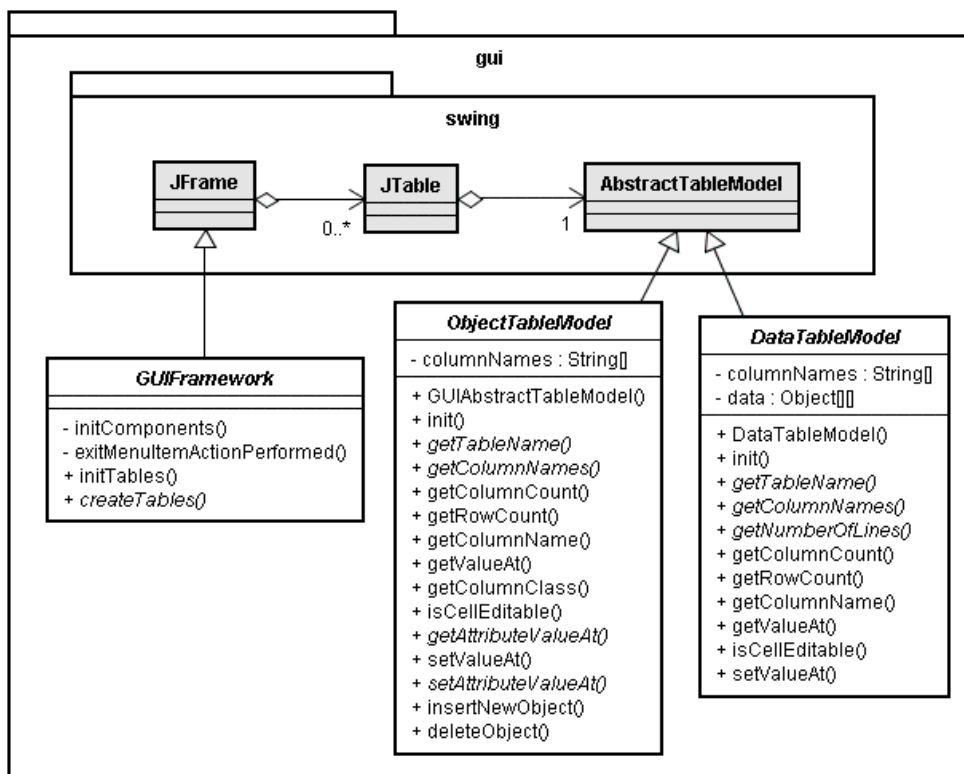 gui
swing
JFrame
JTable
AbstractTableModel
0..*
1
GUIFramework
- initComponents()
- exitMenuItemActionPerformed()
+ initTables()
+ createTables()
ObjectTableModel
- columnNames : String[]
+ GUIAbstractTableModel()
+ init()
+ getTableName()
+ getColumnNames()
+ getColumnCount()
+ getRowCount()
+ getColumnName()
+ getValueAt()
+ getColumnClass()
+ isCellEditable()
+ getAttributeValueAt()
+ setValueAt()
+ setAttributeValueAt()
+ insertNewObject()
+ deleteObject()
DataTableModel
- columnNames : String[]
- data : Object[][]
+ DataTableModel()
+ init()
+ getTableName()
+ getColumnNames()
+ getNumberOfLines()
+ getColumnCount()
+ getRowCount()
+ getColumnName()
+ getValueAt()
+ isCellEditable()
+ setValueAt()